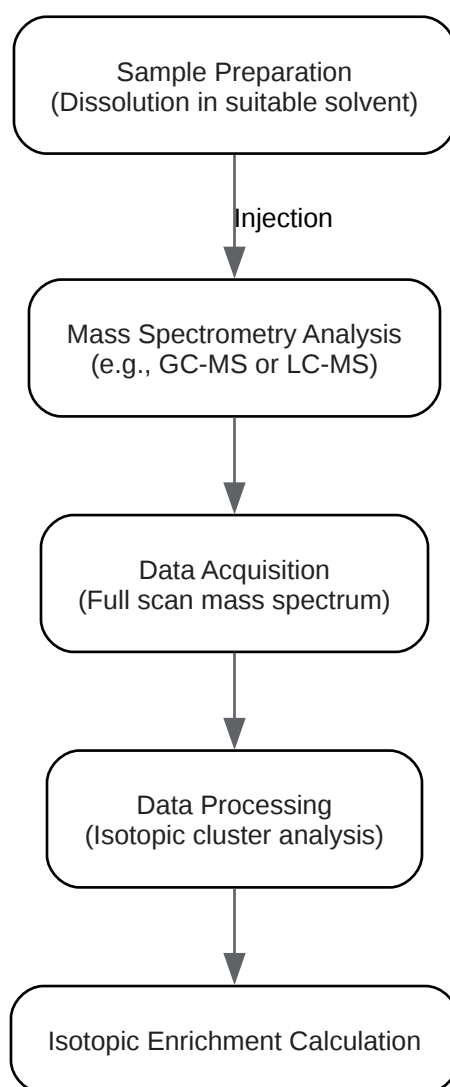 Sample Preparation
(Dissolution in suitable solvent)
Injection
Mass Spectrometry Analysis
(e.g., GC-MS or LC-MS)
Data Acquisition
(Full scan mass spectrum)
Data Processing
(Isotopic cluster analysis)
Isotopic Enrichment Calculation